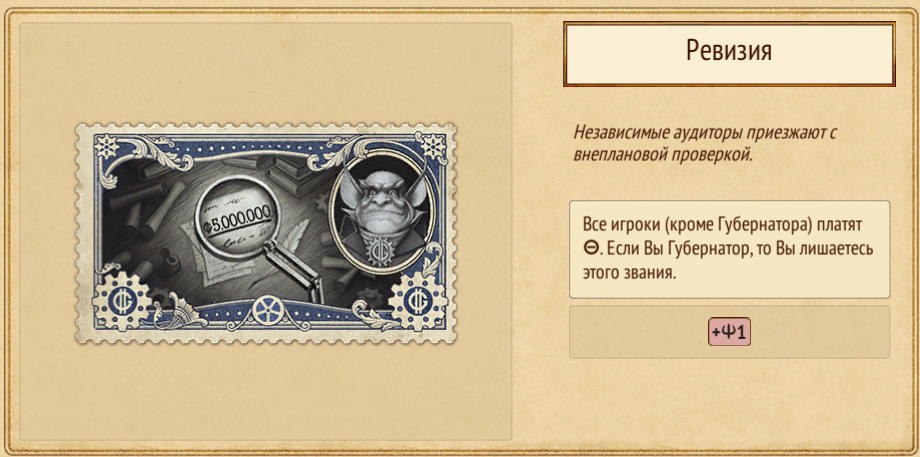 Ревизия
Независимые аудиторы приезжают с
внеплановой проверкой.
₲5.000.000
Все игроки (кроме Губернатора) платят
⊖. Если Вы Губернатор, то Вы лишаетесь
этого звания.
+Ψ1